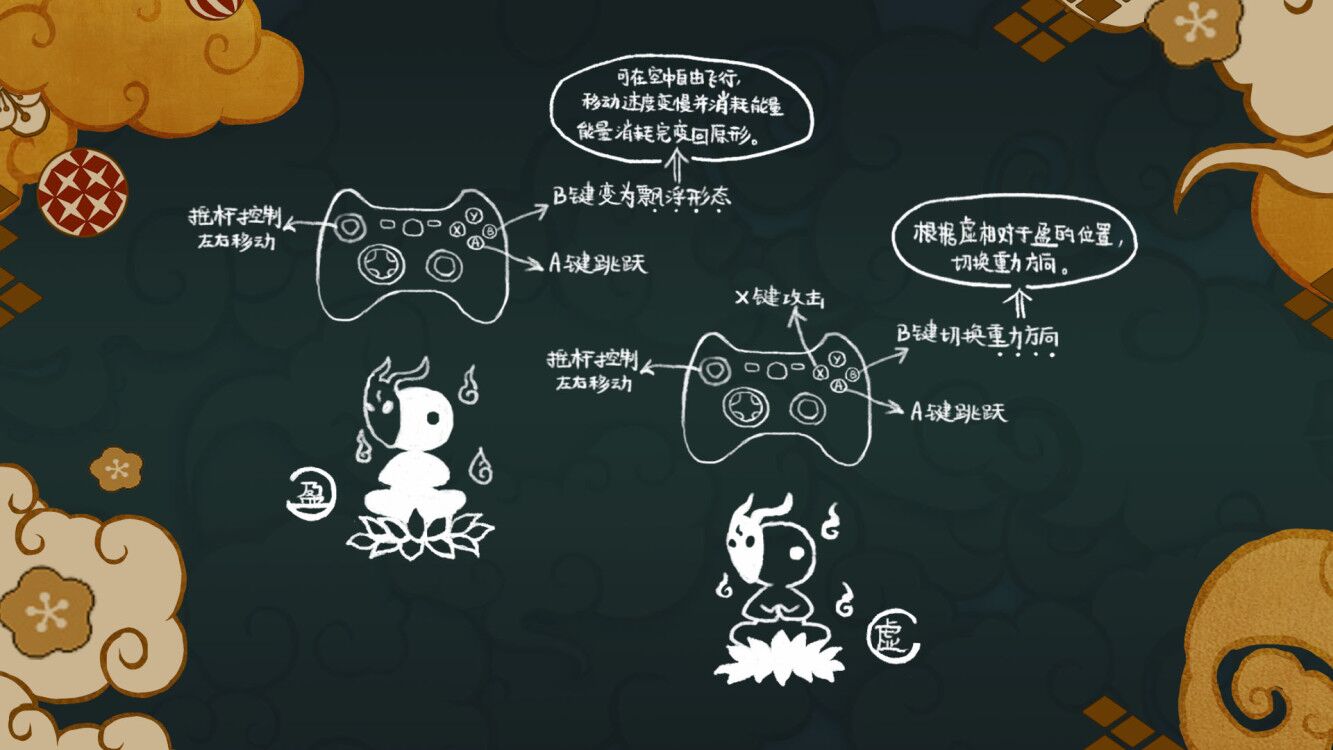 可在空中自由飞行，
移动速度变慢并消耗能量
能量消耗完变回原形。
B键变为飘浮形态
摇杆控制
左右移动
Y
X
B
A
A键跳跃
盈
根据虚相对于盈的位置，
切换重力方向。
X键攻击
B键切换重力方向
摇杆控制
左右移动
Y
X
B
A
A键跳跃
虚